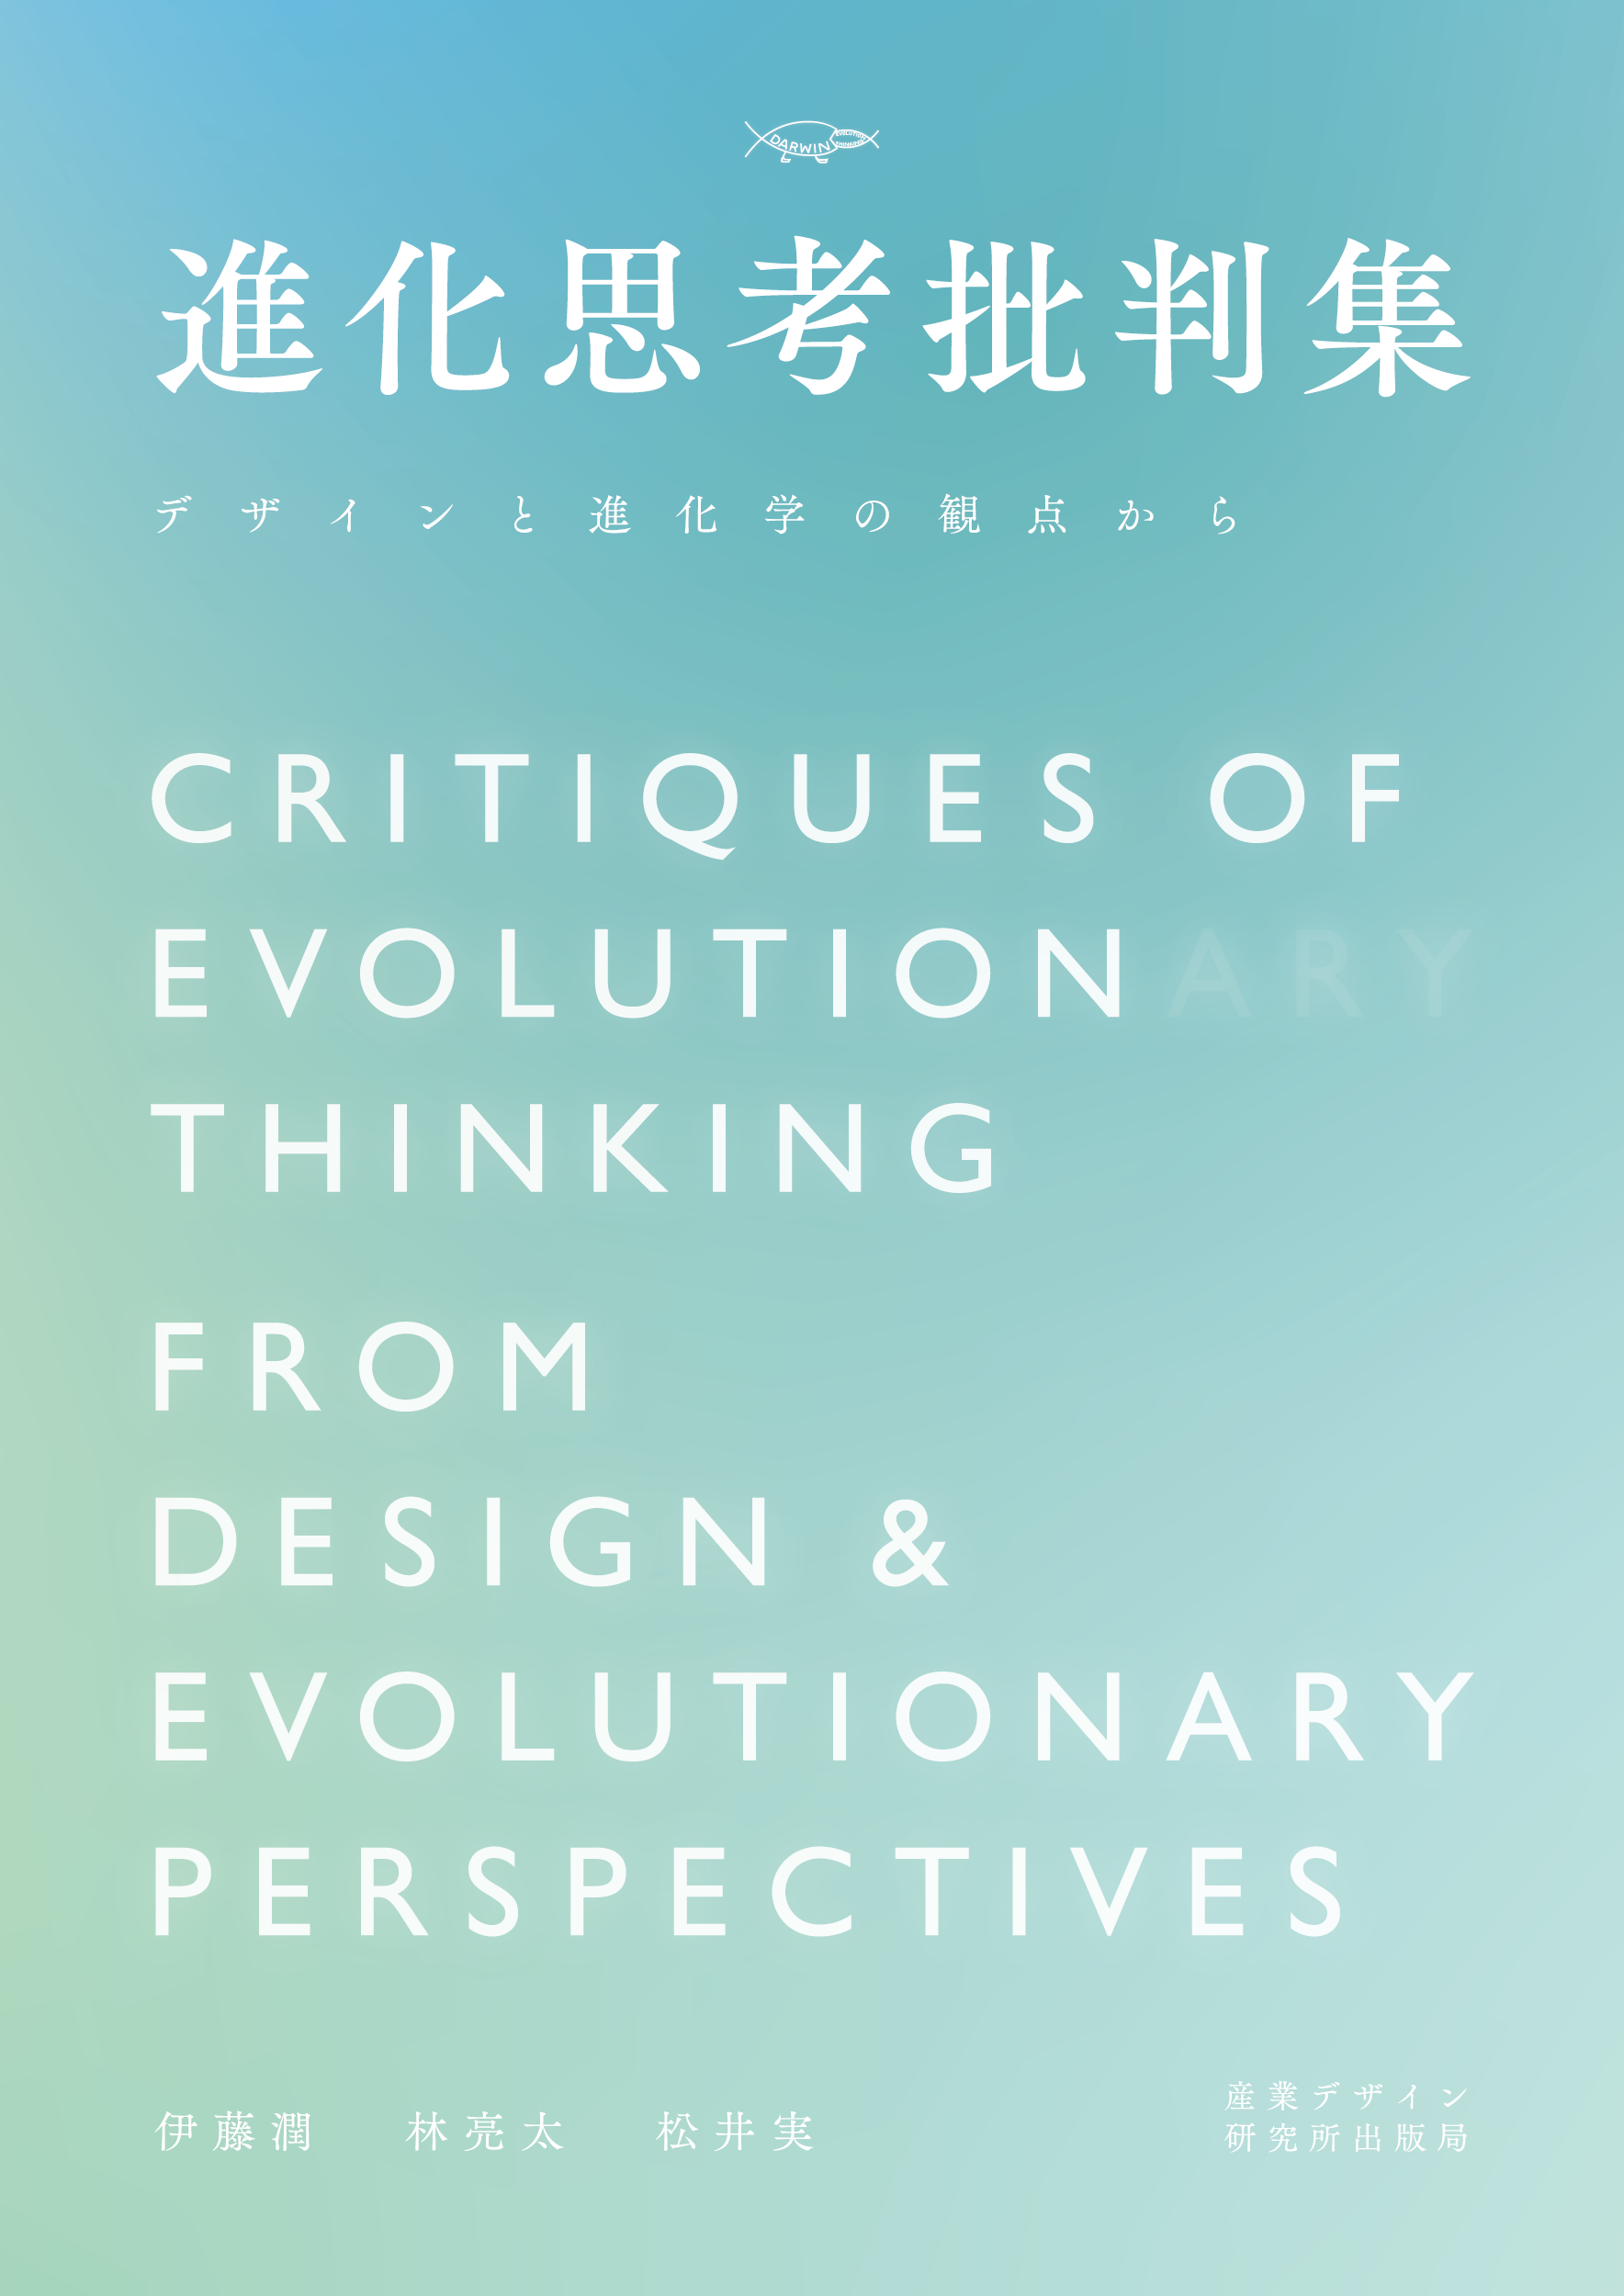 DARWIN
EVOLUTION
THINKING
進化思考批判集
デザインと進化学の観点から
CRITIQUES OF
EVOLUTIONARY
THINKING
FROM
DESIGN &
EVOLUTIONARY
PERSPECTIVES
伊藤潤 林亮太 松井実
産業デザイン
研究所出版局